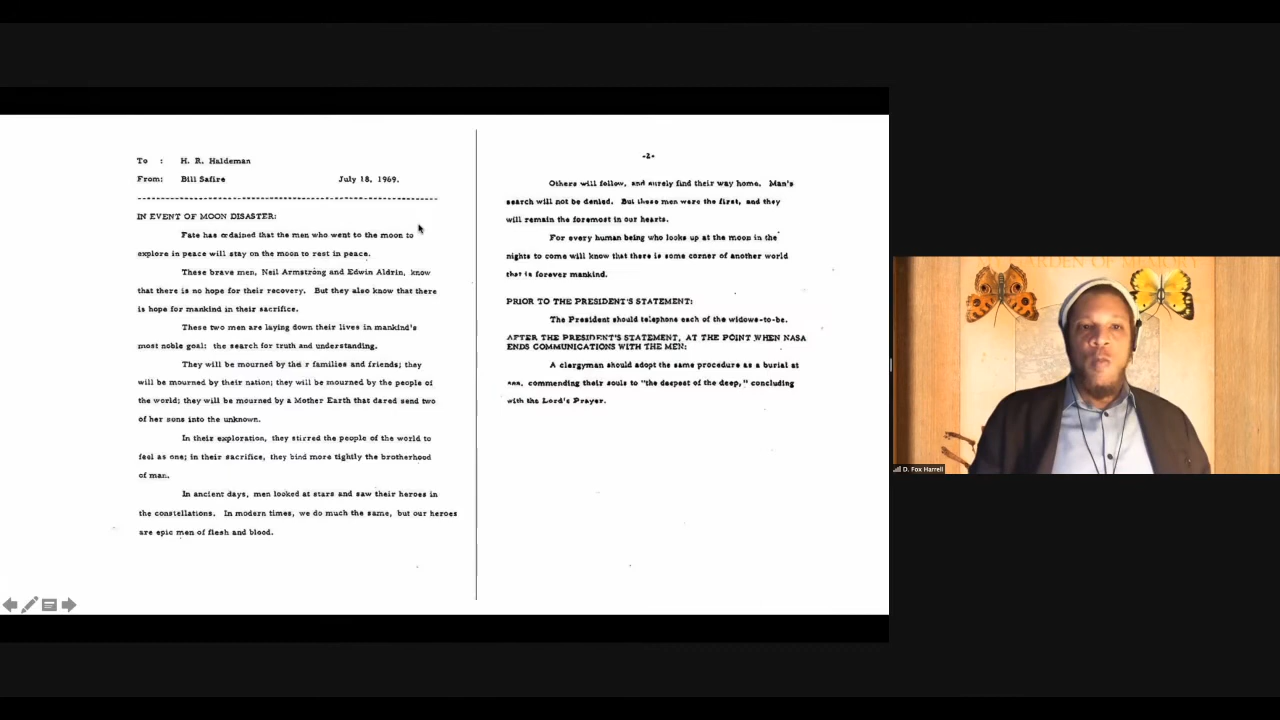 To : H. R. Haldeman
From: Bill Safire July 18, 1969.
IN EVENT OF MOON DISASTER:
Fate has ordained that the men who went to the moon to
explore in peace will stay on the moon to rest in peace.
These brave men, Neil Armstrong and Edwin Aldrin, know
that there is no hope for their recovery. But they also know that there
is hope for mankind in their sacrifice.
These two men are laying down their lives in mankind's
most noble goal: the search for truth and understanding.
They will be mourned by the r families and friends; they
will be mourned by their nation; they will be mourned by the people of
the world; they will be mourned by a Mother Earth that dared send two
of her sons into the unknown.
In their exploration, they stirred the people of the world to
feel as one; in their sacrifice, they bind more tightly the brotherhood
of man.
In ancient days, men looked at stars and saw their heroes in
the constellations. In modern times, we do much the same, but our heroes
are epic men of flesh and blood.
-2-
Others will follow, and surely find their way home. Man's
search will not be denied. But these men were the first, and they
will remain the foremost in our hearts.
For every human being who looks up at the moon in the
nights to come will know that there is some corner of another world
that is forever mankind.
PRIOR TO THE PRESIDENT'S STATEMENT:
The President should telephone each of the widows-to-be.
AFTER THE PRESIDENT'S STATEMENT, AT THE POINT WHEN NASA
ENDS COMMUNICATIONS WITH THE MEN:
A clergyman should adopt the same procedure as a burial at
sea, commending their souls to "the deepest of the deep," concluding
with the Lord's Prayer.
GARDEN OF MEMORY
D. Fox Harrell